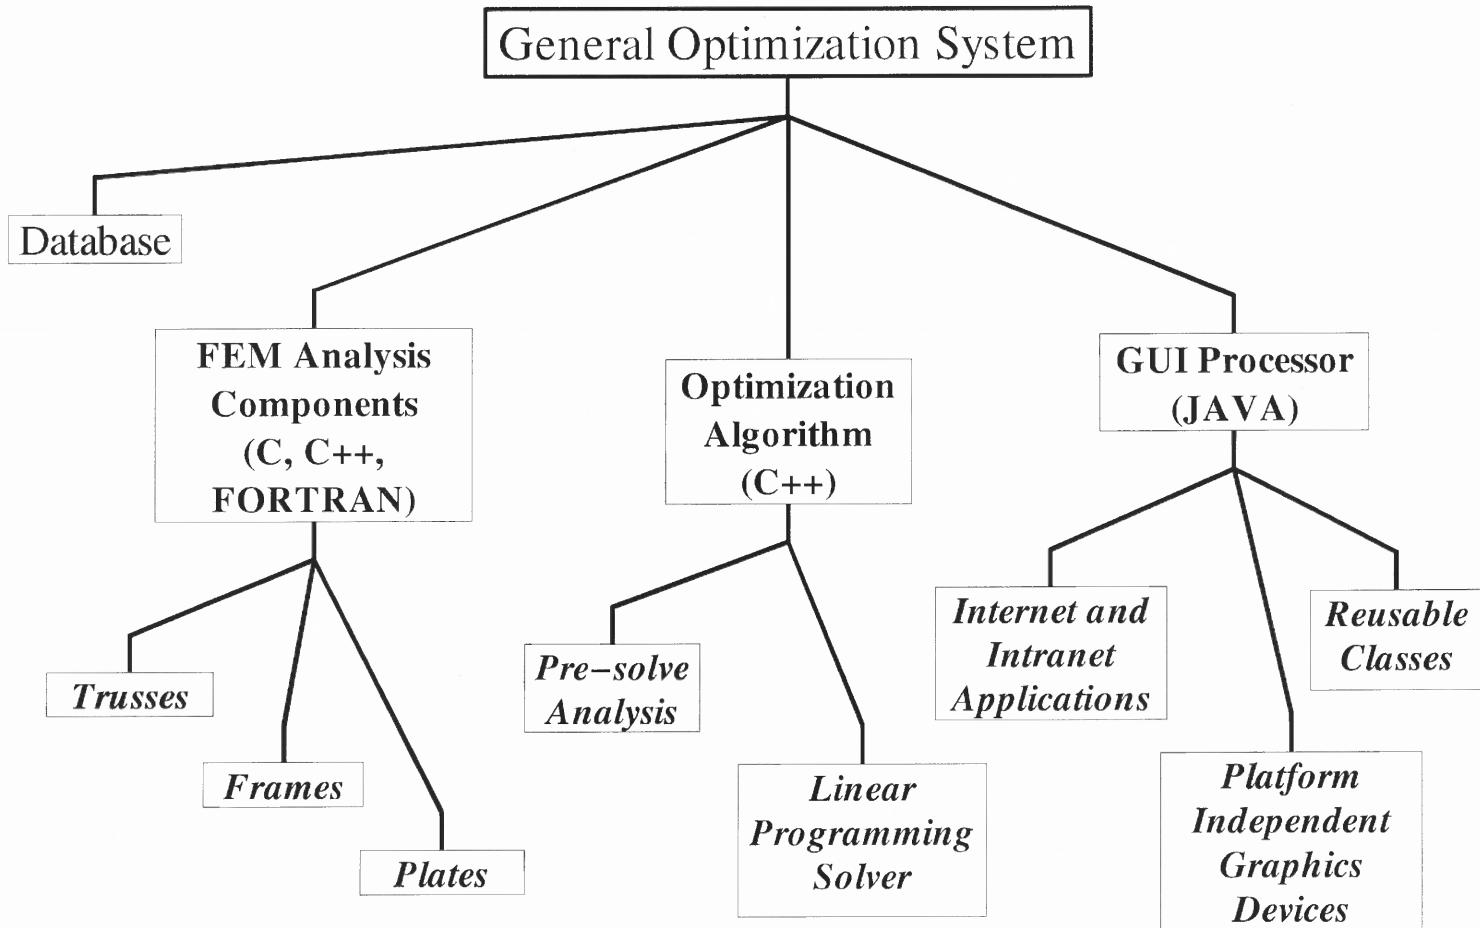 General Optimization System
Database
FEM Analysis
Components
(C, C++,
FORTRAN)
Optimization
Algorithm
(C++)
GUI Processor
(JAVA)
Trusses
Frames
Plates
Pre−solve
Analysis
Linear
Programming
Solver
Internet and
Intranet
Applications
Platform
Independent
Graphics
Devices
Reusable
Classes